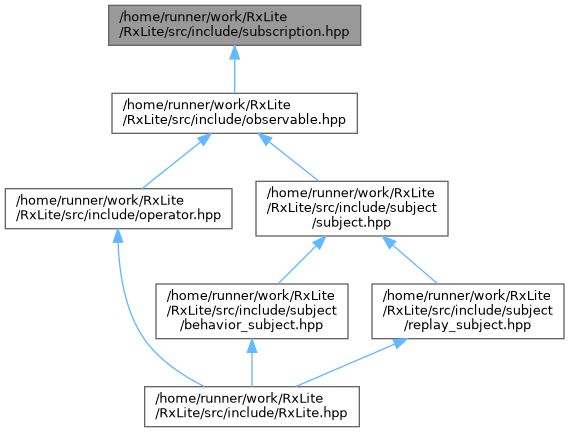 /home/runner/work/RxLite
/RxLite/src/include/subscription.hpp
/home/runner/work/RxLite
/RxLite/src/include/observable.hpp
/home/runner/work/RxLite
/RxLite/src/include/operator.hpp
/home/runner/work/RxLite
/RxLite/src/include/subject
/subject.hpp
/home/runner/work/RxLite
/RxLite/src/include/subject
/behavior_subject.hpp
/home/runner/work/RxLite
/RxLite/src/include/subject
/replay_subject.hpp
/home/runner/work/RxLite
/RxLite/src/include/RxLite.hpp